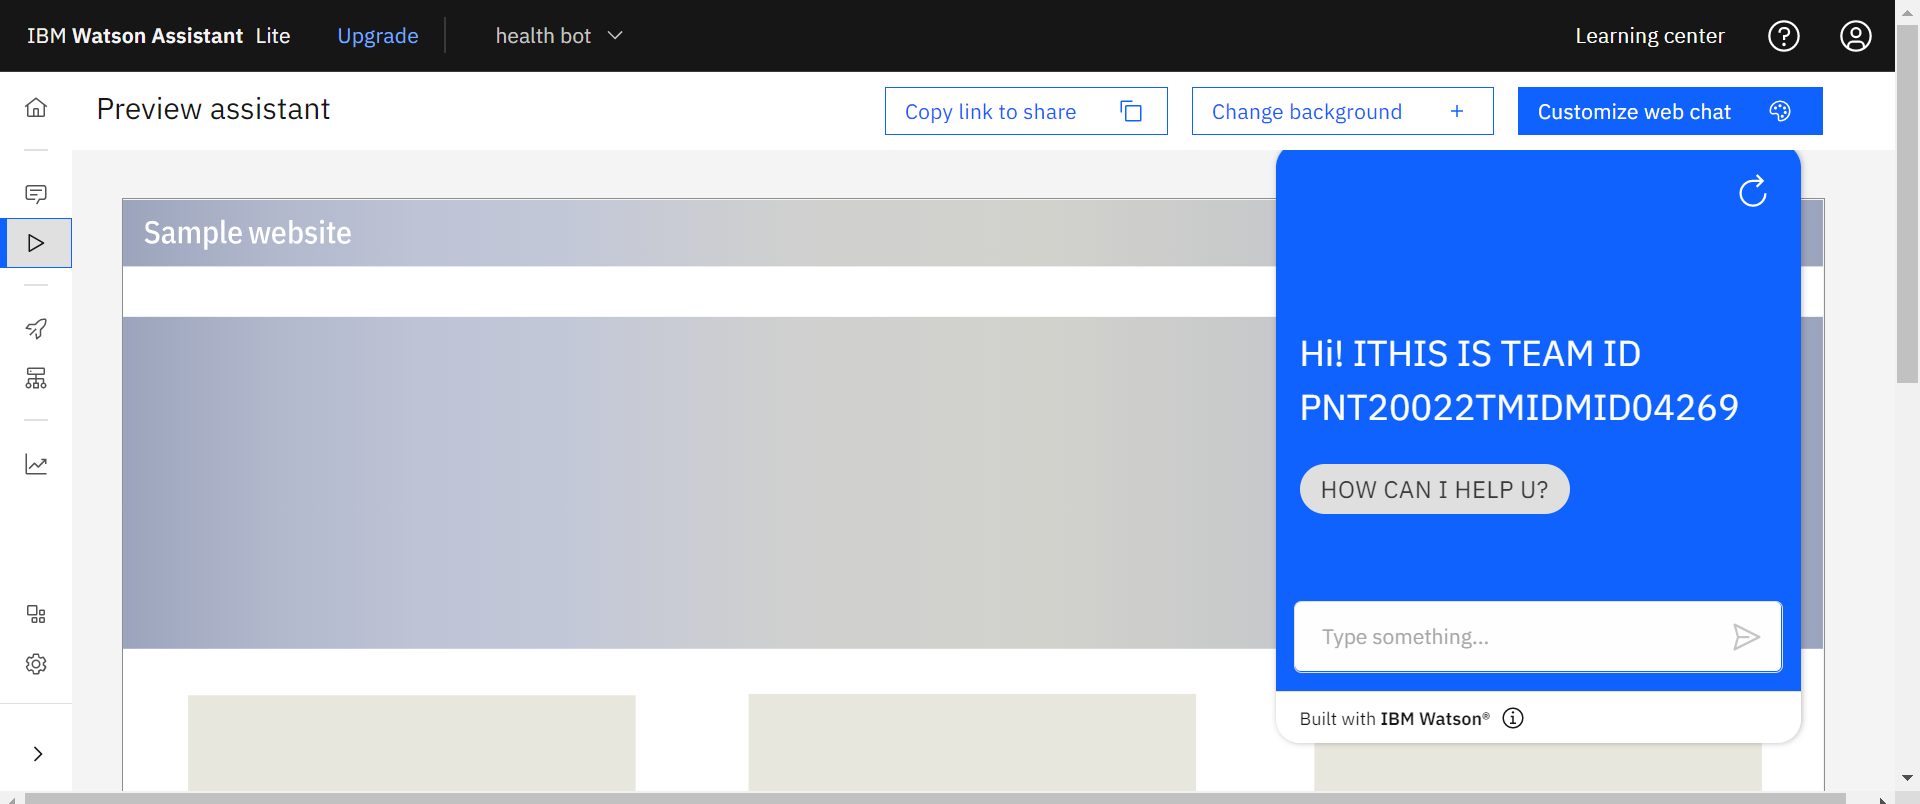 IBM Watson Assistant Lite Upgrade health bot Learning center
Preview assistant
Copy link to share
Change background
Customize web chat
Sample website
Hi! ITHIS IS TEAM ID
PNT20022TMIDMID04269
HOW CAN I HELP U?
Type something...
Built with IBM Watson®